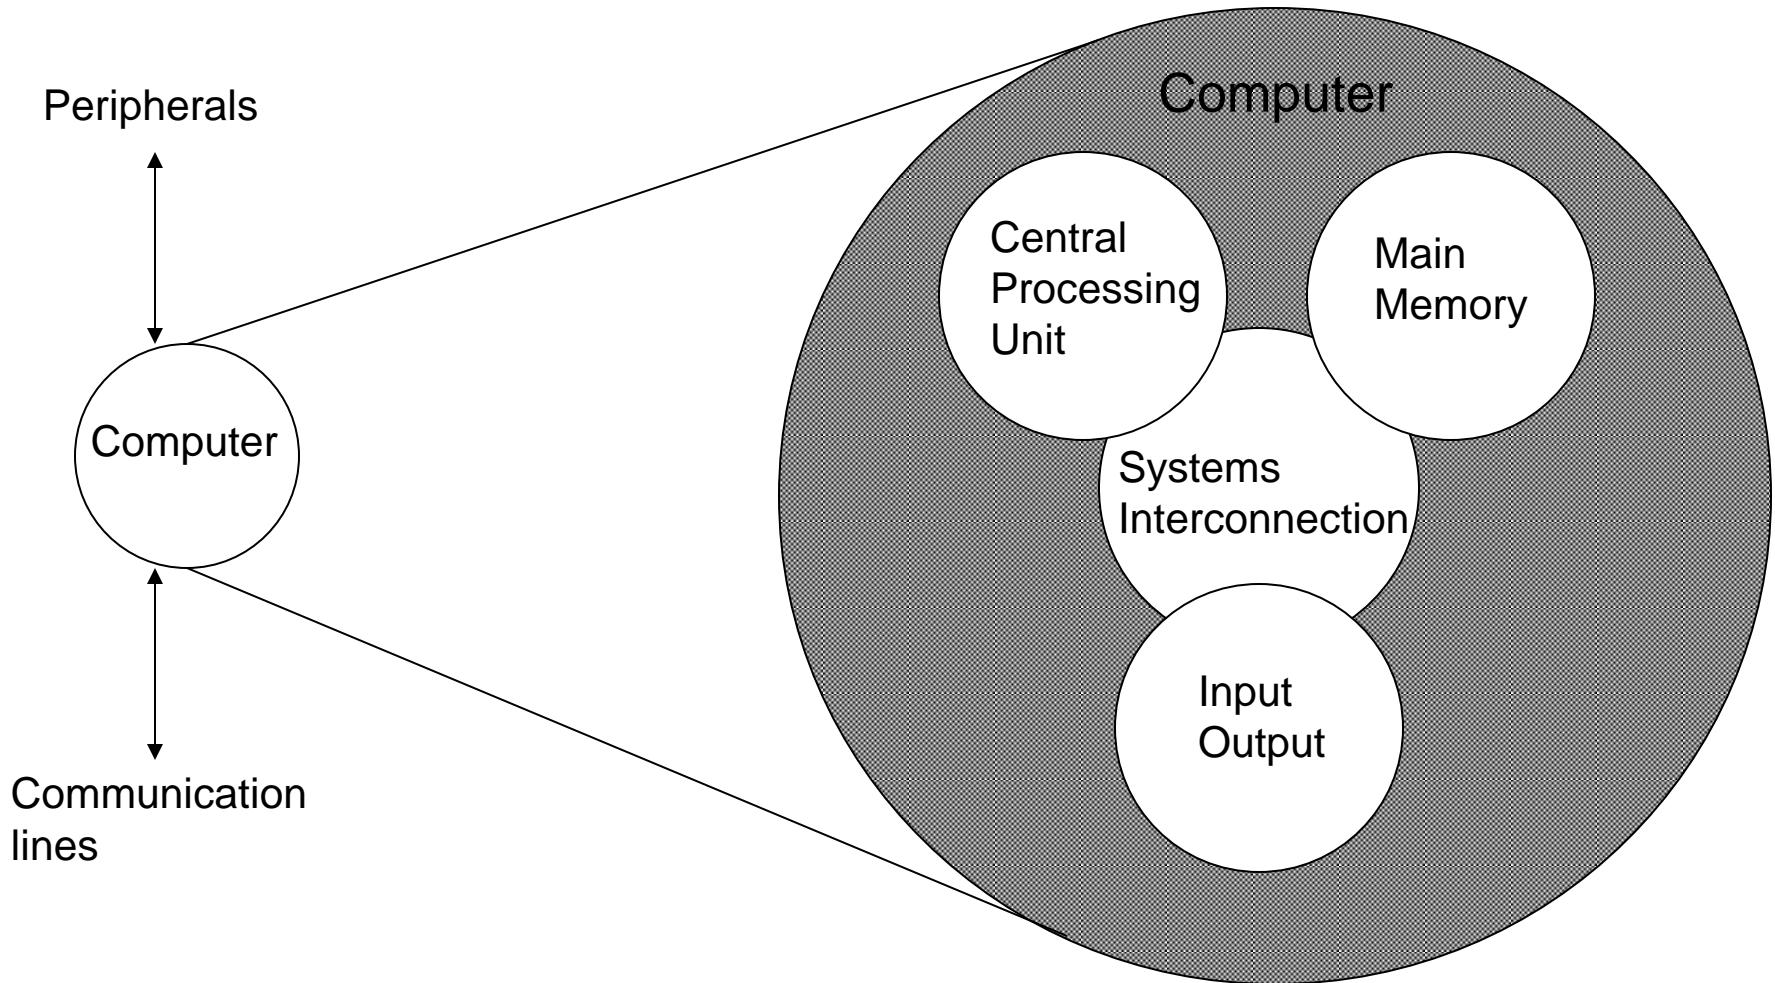 Peripherals
Computer
Communication
lines
Computer
Central
Processing
Unit
Main
Memory
Systems
Interconnection
Input
Output